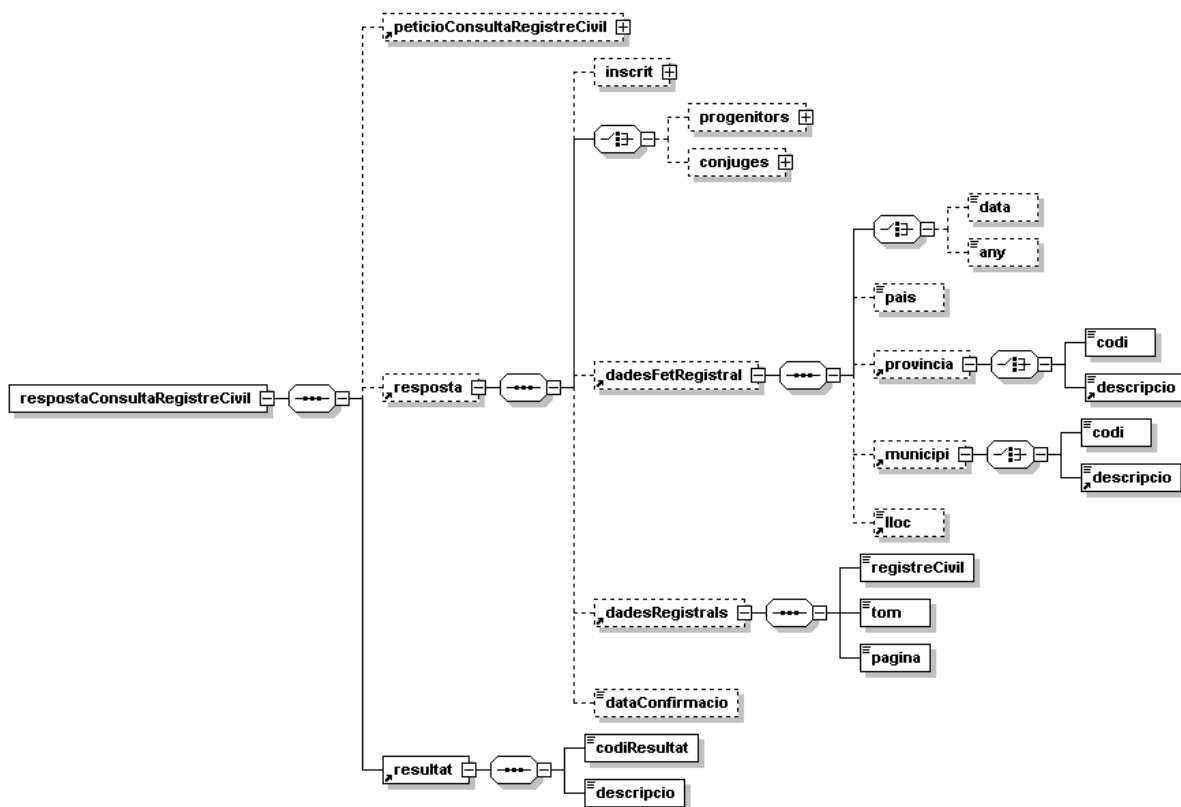 peticioConsultaRegistreCivil
inscrit
progenitors
conjuges
data
any
pais
codi
provincia
descripcio
respostaConsultaRegistreCivil
resposta
dadesFetRegistral
codi
municipi
descripcio
lloc
registreCivil
dadesRegistrals
tom
pagina
dataConfirmacio
codiResultat
resultat
descripcio